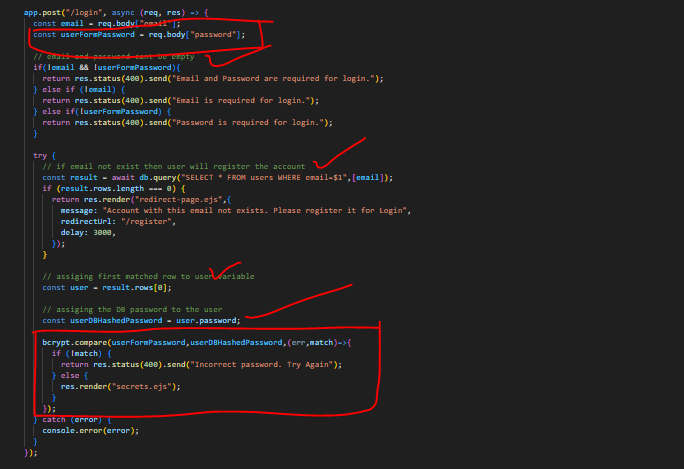 app.post("/login", async (req, res) => {
const email = req.body["email"];
const userFormPassword = req.body["password"];
// email and password cant be empty
if(!email && !userFormPassword){
return res.status(400).send("Email and Password are required for login.");
} else if (!email) {
return res.status(400).send("Email is required for login.");
} else if(!userFormPassword) {
return res.status(400).send("Password is required for login.");
}
try {
// if email not exist then user will register the account
const result = await db.query("SELECT * FROM users WHERE email=$1",[email]);
if (result.rows.length === 0) {
return res.render("redirect-page.ejs",{
message: "Account with this email not exists. Please register it for Login",
redirectUrl: "/register",
delay: 3000,
});
}
// assiging first matched row to user variable
const user = result.rows[0];
// assiging the DB password to the user
const userDBHashedPassword = user.password;
bcrypt.compare(userFormPassword,userDBHashedPassword,(err,match)=>{
if (!match) {
return res.status(400).send("Incorrect password. Try Again");
} else {
res.render("secrets.ejs");
}
});
} catch (error) {
console.error(error);
}
});